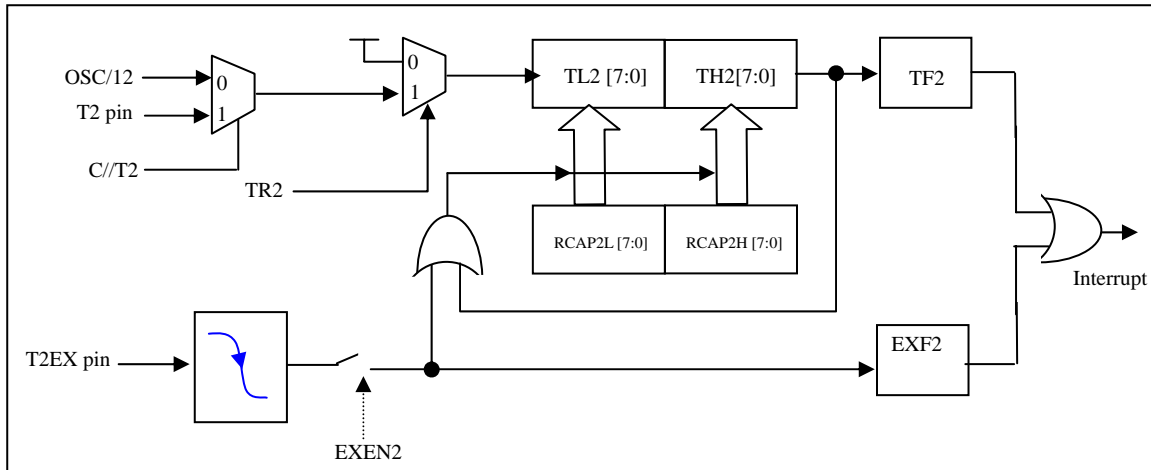 OSC/12
0
1
T2 pin
C//T2
0
1
TR2
TL2 [7:0]
TH2[7:0]
TF2
RCAP2L [7:0]
RCAP2H [7:0]
Interrupt
T2EX pin
EXEN2
EXF2